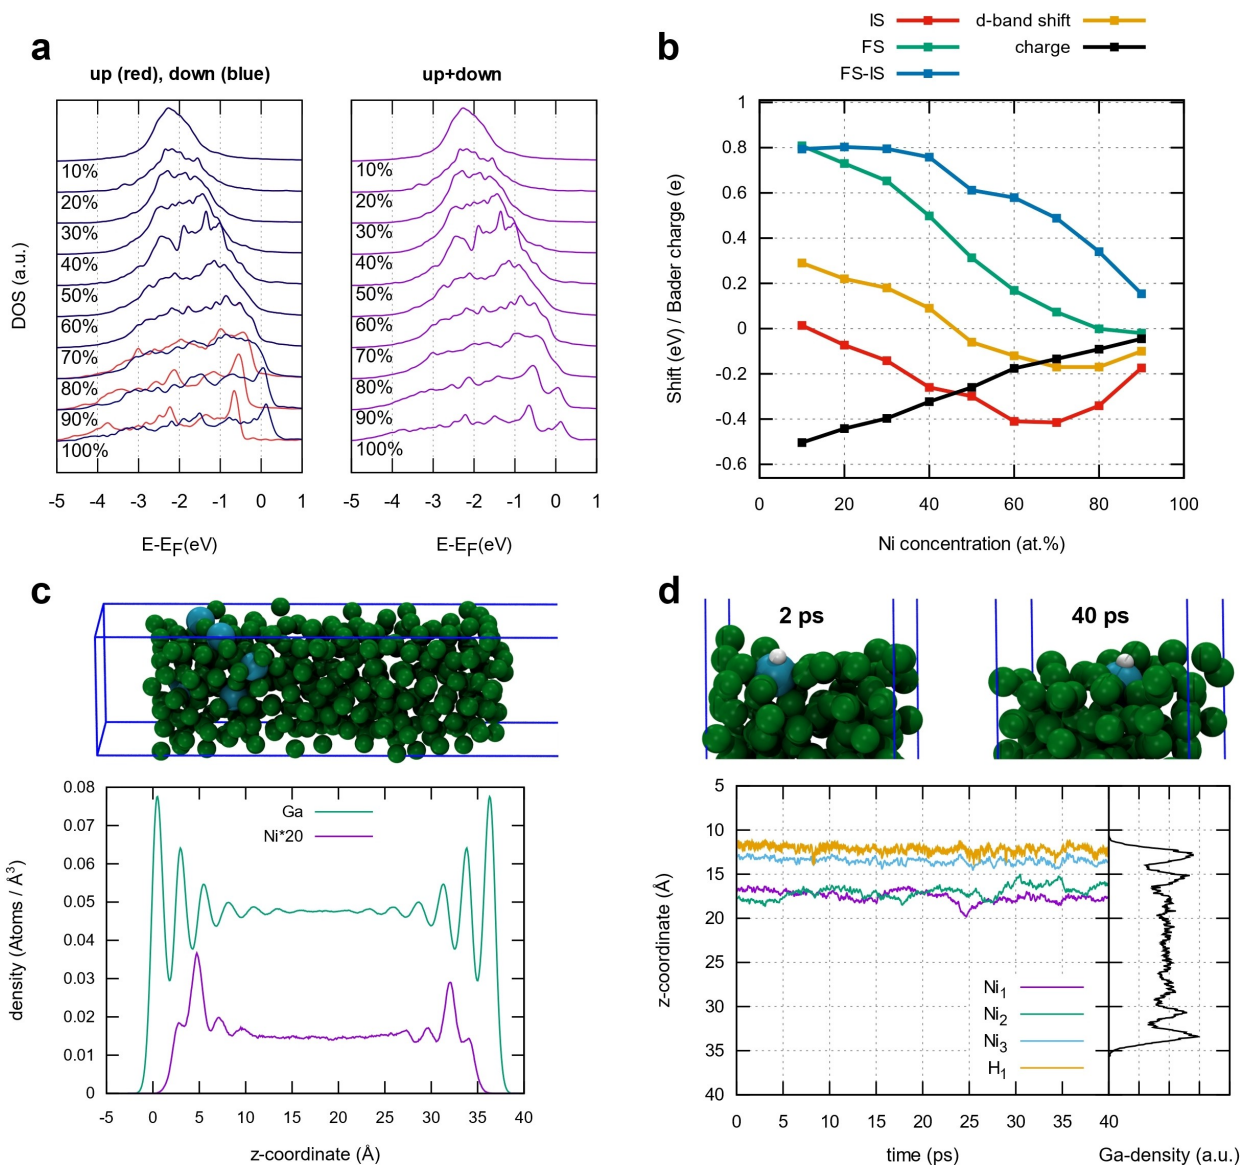 a
up (red), down (blue)
up+down
DOS (a.u.)
10%
20%
30%
40%
50%
60%
70%
80%
90%
100%
-5 -4 -3 -2 -1 0 1
E-EF(eV)
10%
20%
30%
40%
50%
60%
70%
80%
90%
100%
-5 -4 -3 -2 -1 0 1
E-EF(eV)
b
IS
FS
FS-IS
d-band shift
charge
Shift (eV) / Bader charge (e)
1
0.8
0.6
0.4
0.2
0
-0.2
-0.4
-0.6
0 20 40 60 80 100
Ni concentration (at.%)
c
density (Atoms / Å³)
0.08
0.07
0.06
0.05
0.04
0.03
0.02
0.01
0
Ga
Ni*20
-5 0 5 10 15 20 25 30 35 40
z-coordinate (Å)
d
2 ps
40 ps
z-coordinate (Å)
5
10
15
20
25
30
35
40
Ni1
Ni2
Ni3
H1
0 5 10 15 20 25 30 35 40
time (ps)
Ga-density (a.u.)